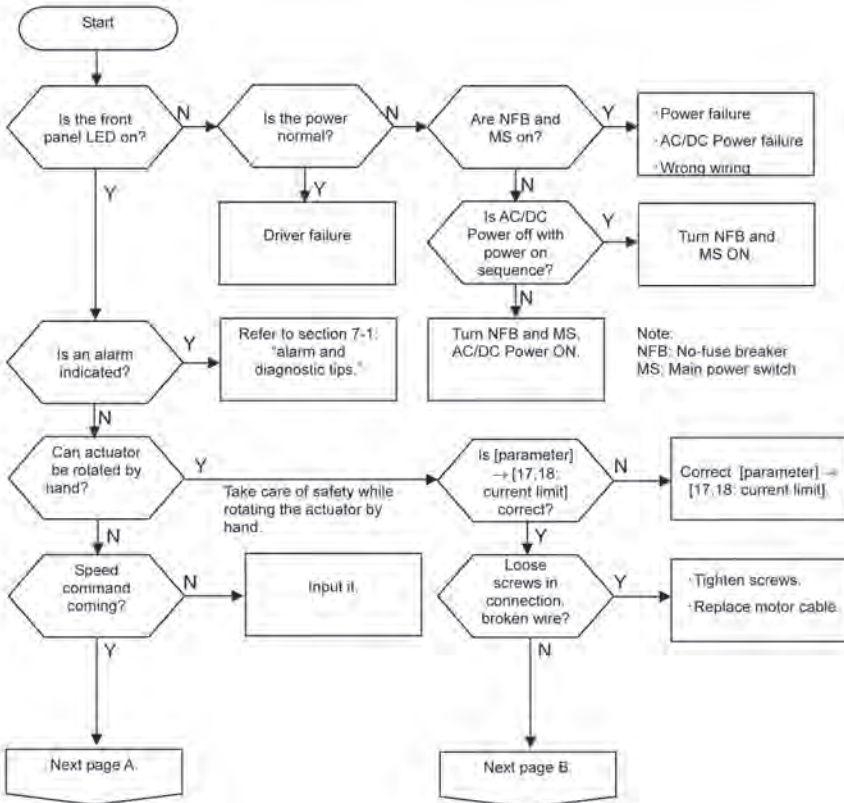 Start
Is the front
panel LED on?
N
Is the power
normal?
N
Are NFB and
MS on?
Y
·Power failure
·AC/DC Power failure
·Wrong wiring
Y
Y
N
Driver failure
Is AC/DC
Power off with
power on
sequence?
Y
Turn NFB and
MS ON.
N
Is an alarm
indicated?
Y
Refer to section 7-1:
"alarm and
diagnostic tips."
Turn NFB and MS,
AC/DC Power ON.
Note:
NFB: No-fuse breaker
MS: Main power switch
N
Can actuator
be rotated by
hand?
Y
Take care of safety while
rotating the actuator by
hand.
Is [parameter]
→ [17,18:
current limit]
correct?
N
Correct [parameter] →
[17,18: current limit]
N
Y
Speed
command
coming?
N
Input it.
Loose
screws in
connection,
broken wire?
Y
·Tighten screws.
·Replace motor cable.
Y
N
Next page A.
Next page B.